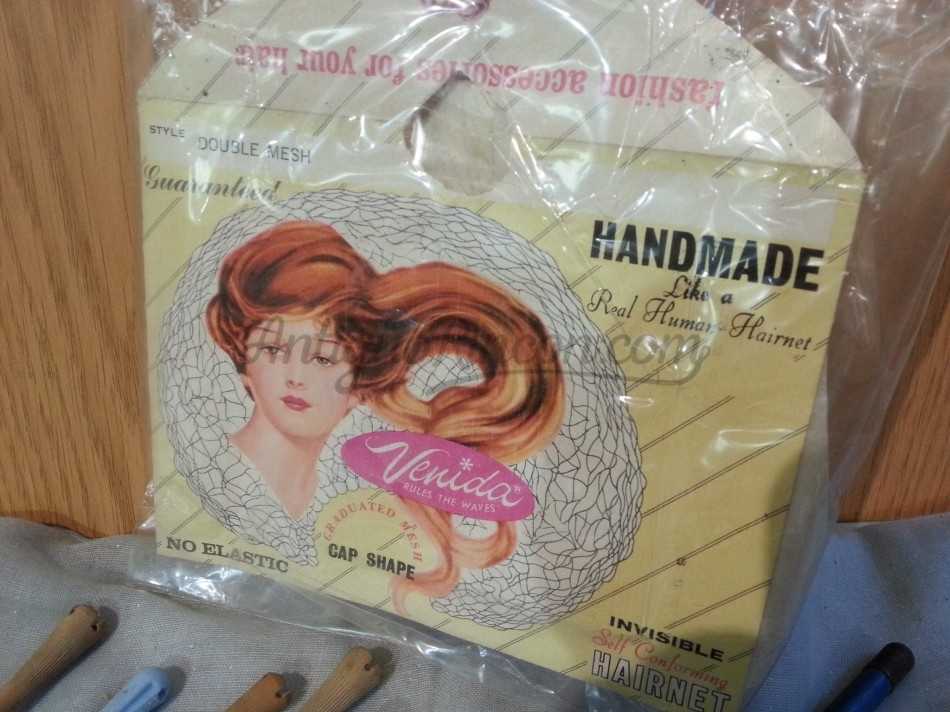 Fashion accessories for your hair
STYLE DOUBLE MESH
Guaranteed
HANDMADE
Like a
Real Human-Hairnet
Venida
RULES THE WAVES
GRADUATED MESH
CAP SHAPE
NO ELASTIC
INVISIBLE
Self Conforming
HAIRNET